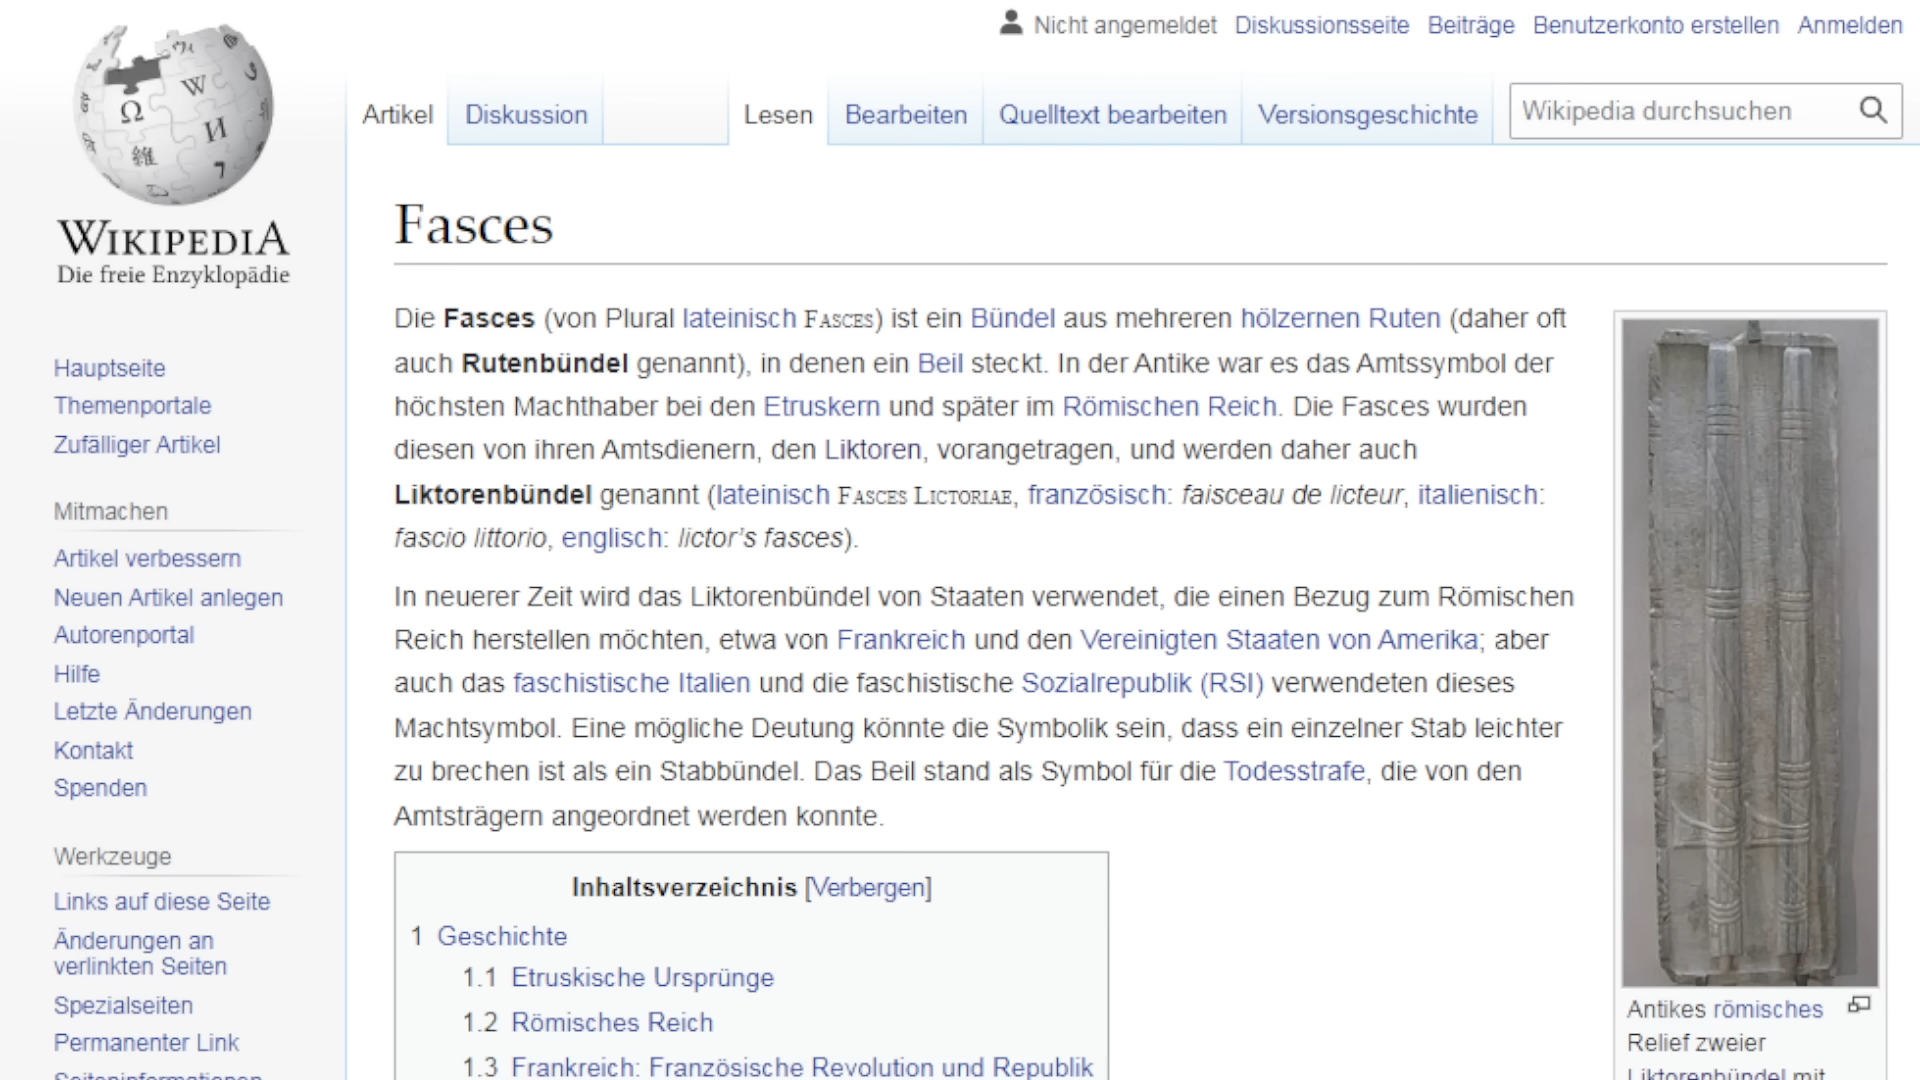 Nicht angemeldet Diskussionsseite Beiträge Benutzerkonto erstellen Anmelden
Artikel Diskussion Lesen Bearbeiten Quelltext bearbeiten Versionsgeschichte Wikipedia durchsuchen
WIKIPEDIA
Die freie Enzyklopädie
Hauptseite
Themenportale
Zufälliger Artikel
Mitmachen
Artikel verbessern
Neuen Artikel anlegen
Autorenportal
Hilfe
Letzte Änderungen
Kontakt
Spenden
Werkzeuge
Links auf diese Seite
Änderungen an
verlinkten Seiten
Spezialseiten
Permanenter Link
Seiteninformationen
Fasces
Die Fasces (von Plural lateinisch FASCES) ist ein Bündel aus mehreren hölzernen Ruten (daher oft
auch Rutenbündel genannt), in denen ein Beil steckt. In der Antike war es das Amtssymbol der
höchsten Machthaber bei den Etruskern und später im Römischen Reich. Die Fasces wurden
diesen von ihren Amtsdienern, den Liktoren, vorangetragen, und werden daher auch
Liktorenbündel genannt (lateinisch FASCES LICTORIAE, französisch: faisceau de licteur, italienisch:
fascio littorio, englisch: lictor’s fasces).
In neuerer Zeit wird das Liktorenbündel von Staaten verwendet, die einen Bezug zum Römischen
Reich herstellen möchten, etwa von Frankreich und den Vereinigten Staaten von Amerika; aber
auch das faschistische Italien und die faschistische Sozialrepublik (RSI) verwendeten dieses
Machtsymbol. Eine mögliche Deutung könnte die Symbolik sein, dass ein einzelner Stab leichter
zu brechen ist als ein Stabbündel. Das Beil stand als Symbol für die Todesstrafe, die von den
Amtsträgern angeordnet werden konnte.
Inhaltsverzeichnis [Verbergen]
1 Geschichte
1.1 Etruskische Ursprünge
1.2 Römisches Reich
1.3 Frankreich: Französische Revolution und Republik
Antikes römisches
Relief zweier
Liktorenbündel mit